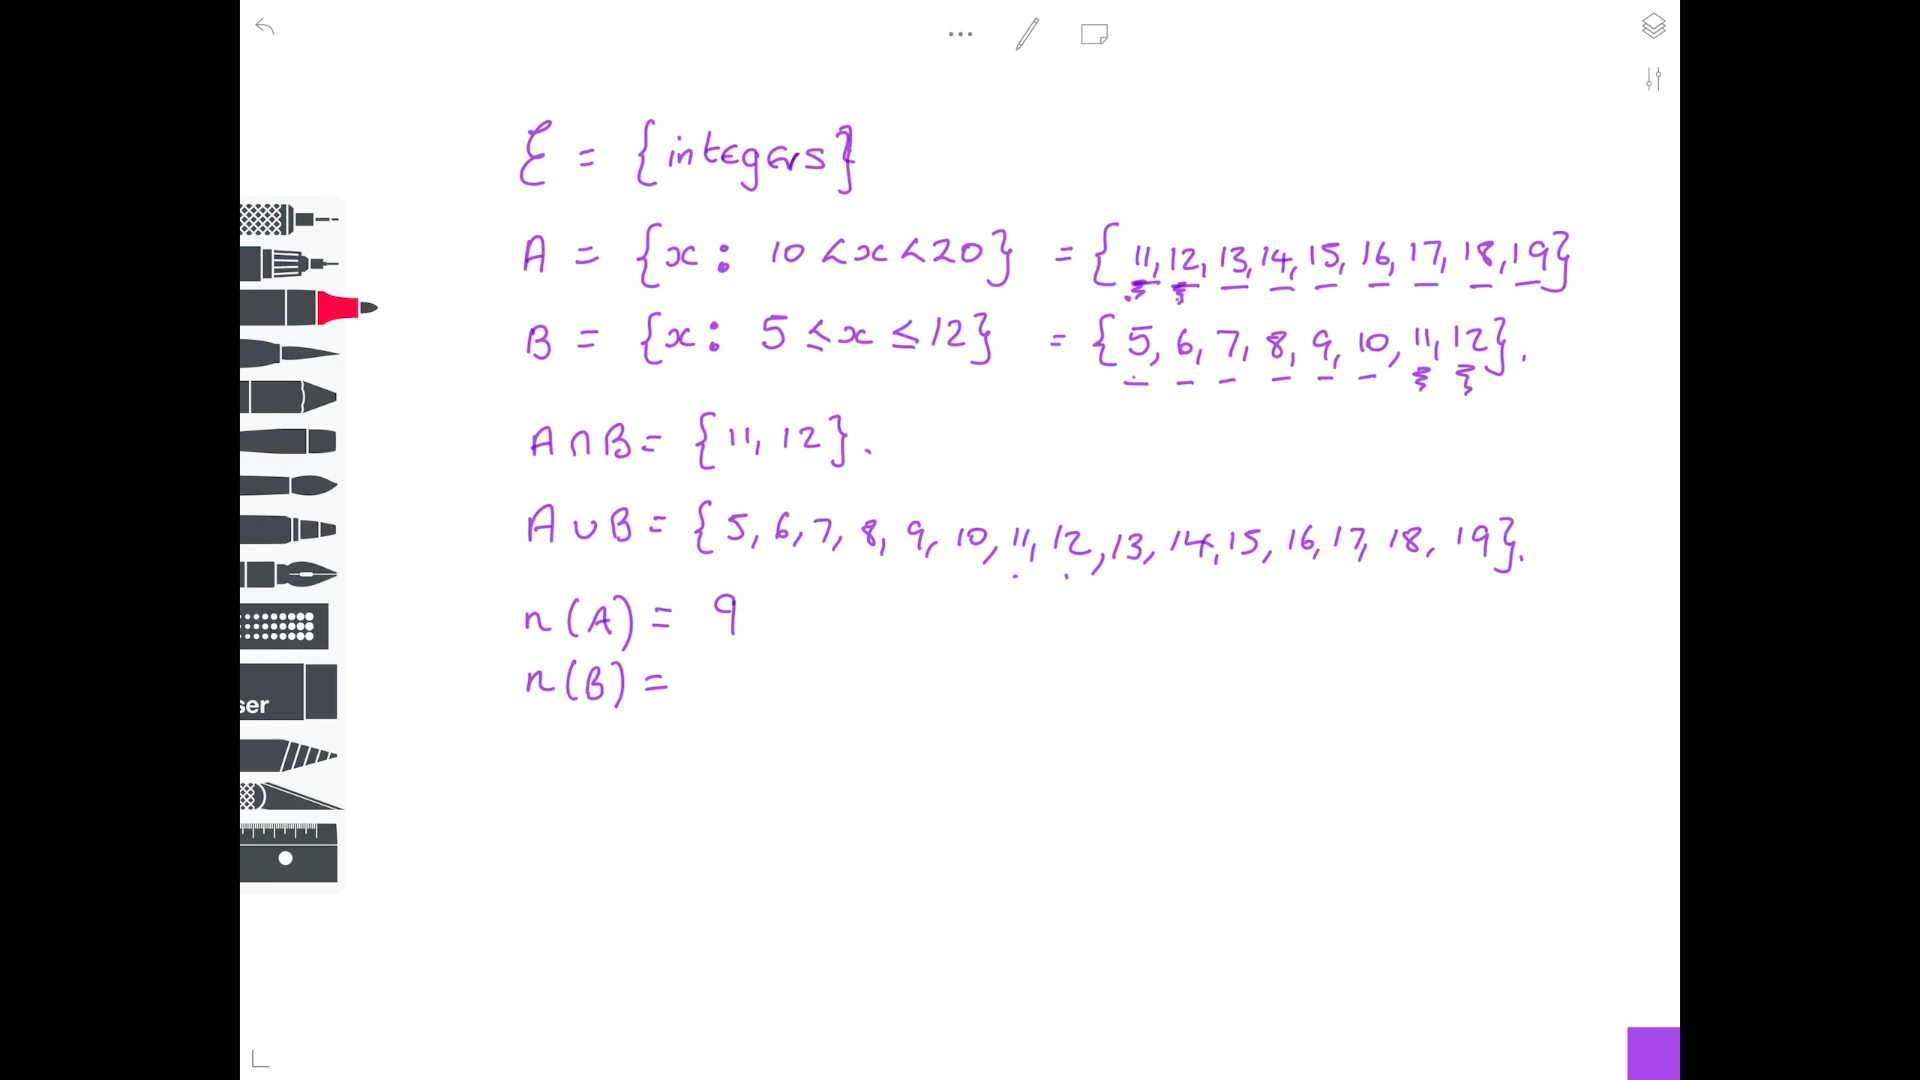 ℰ = {integers}
A = {x: 10 < x < 20} = {11, 12, 13, 14, 15, 16, 17, 18, 19}
B = {x: 5 ≤ x ≤ 12} = {5, 6, 7, 8, 9, 10, 11, 12}.
A ∩ B = {11, 12}.
A ∪ B = {5, 6, 7, 8, 9, 10, 11, 12, 13, 14, 15, 16, 17, 18, 19}.
n(A) = 9
n(B) =
ser